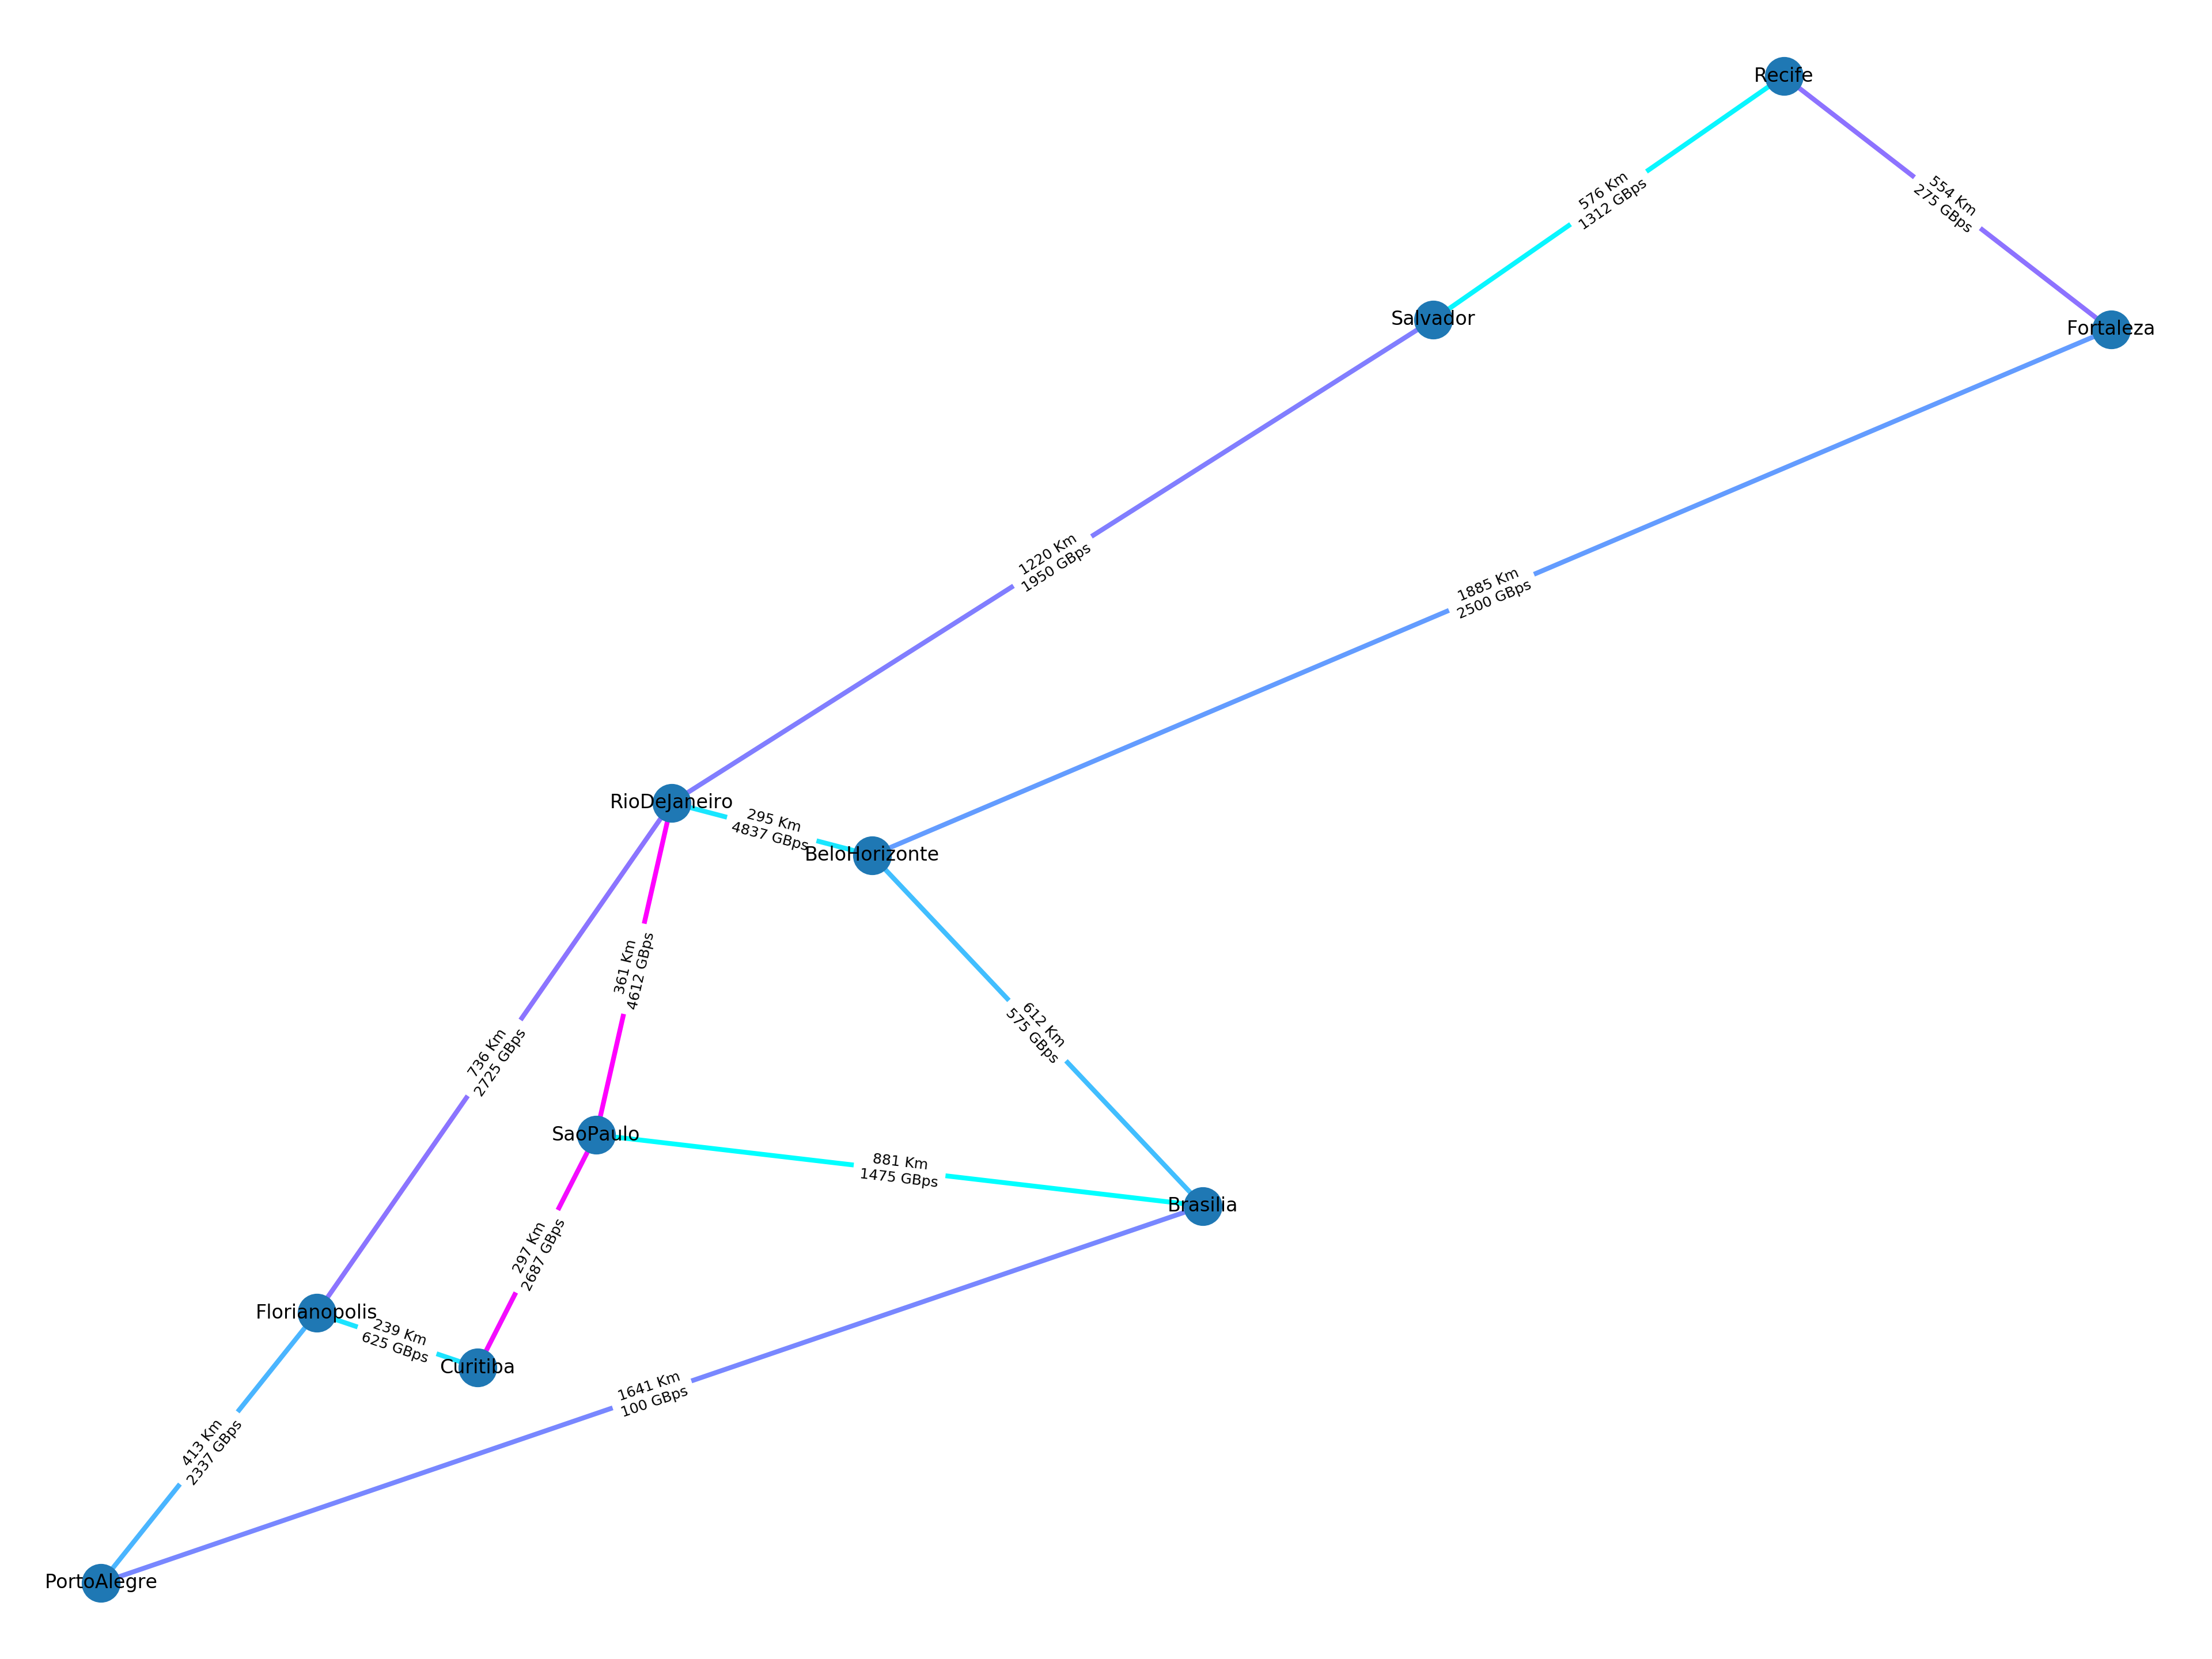 Recife
576 Km
1312 GBps
554 Km
275 GBps
Salvador
Fortaleza
1220 Km
1950 GBps
1885 Km
2500 GBps
RioDeJaneiro
295 Km
4837 GBps
BeloHorizonte
361 Km
4612 GBps
736 Km
2725 GBps
612 Km
575 GBps
SaoPaulo
881 Km
1475 GBps
Brasilia
297 Km
2687 GBps
Florianopolis
239 Km
625 GBps
Curitiba
1641 Km
100 GBps
413 Km
2337 GBps
PortoAlegre